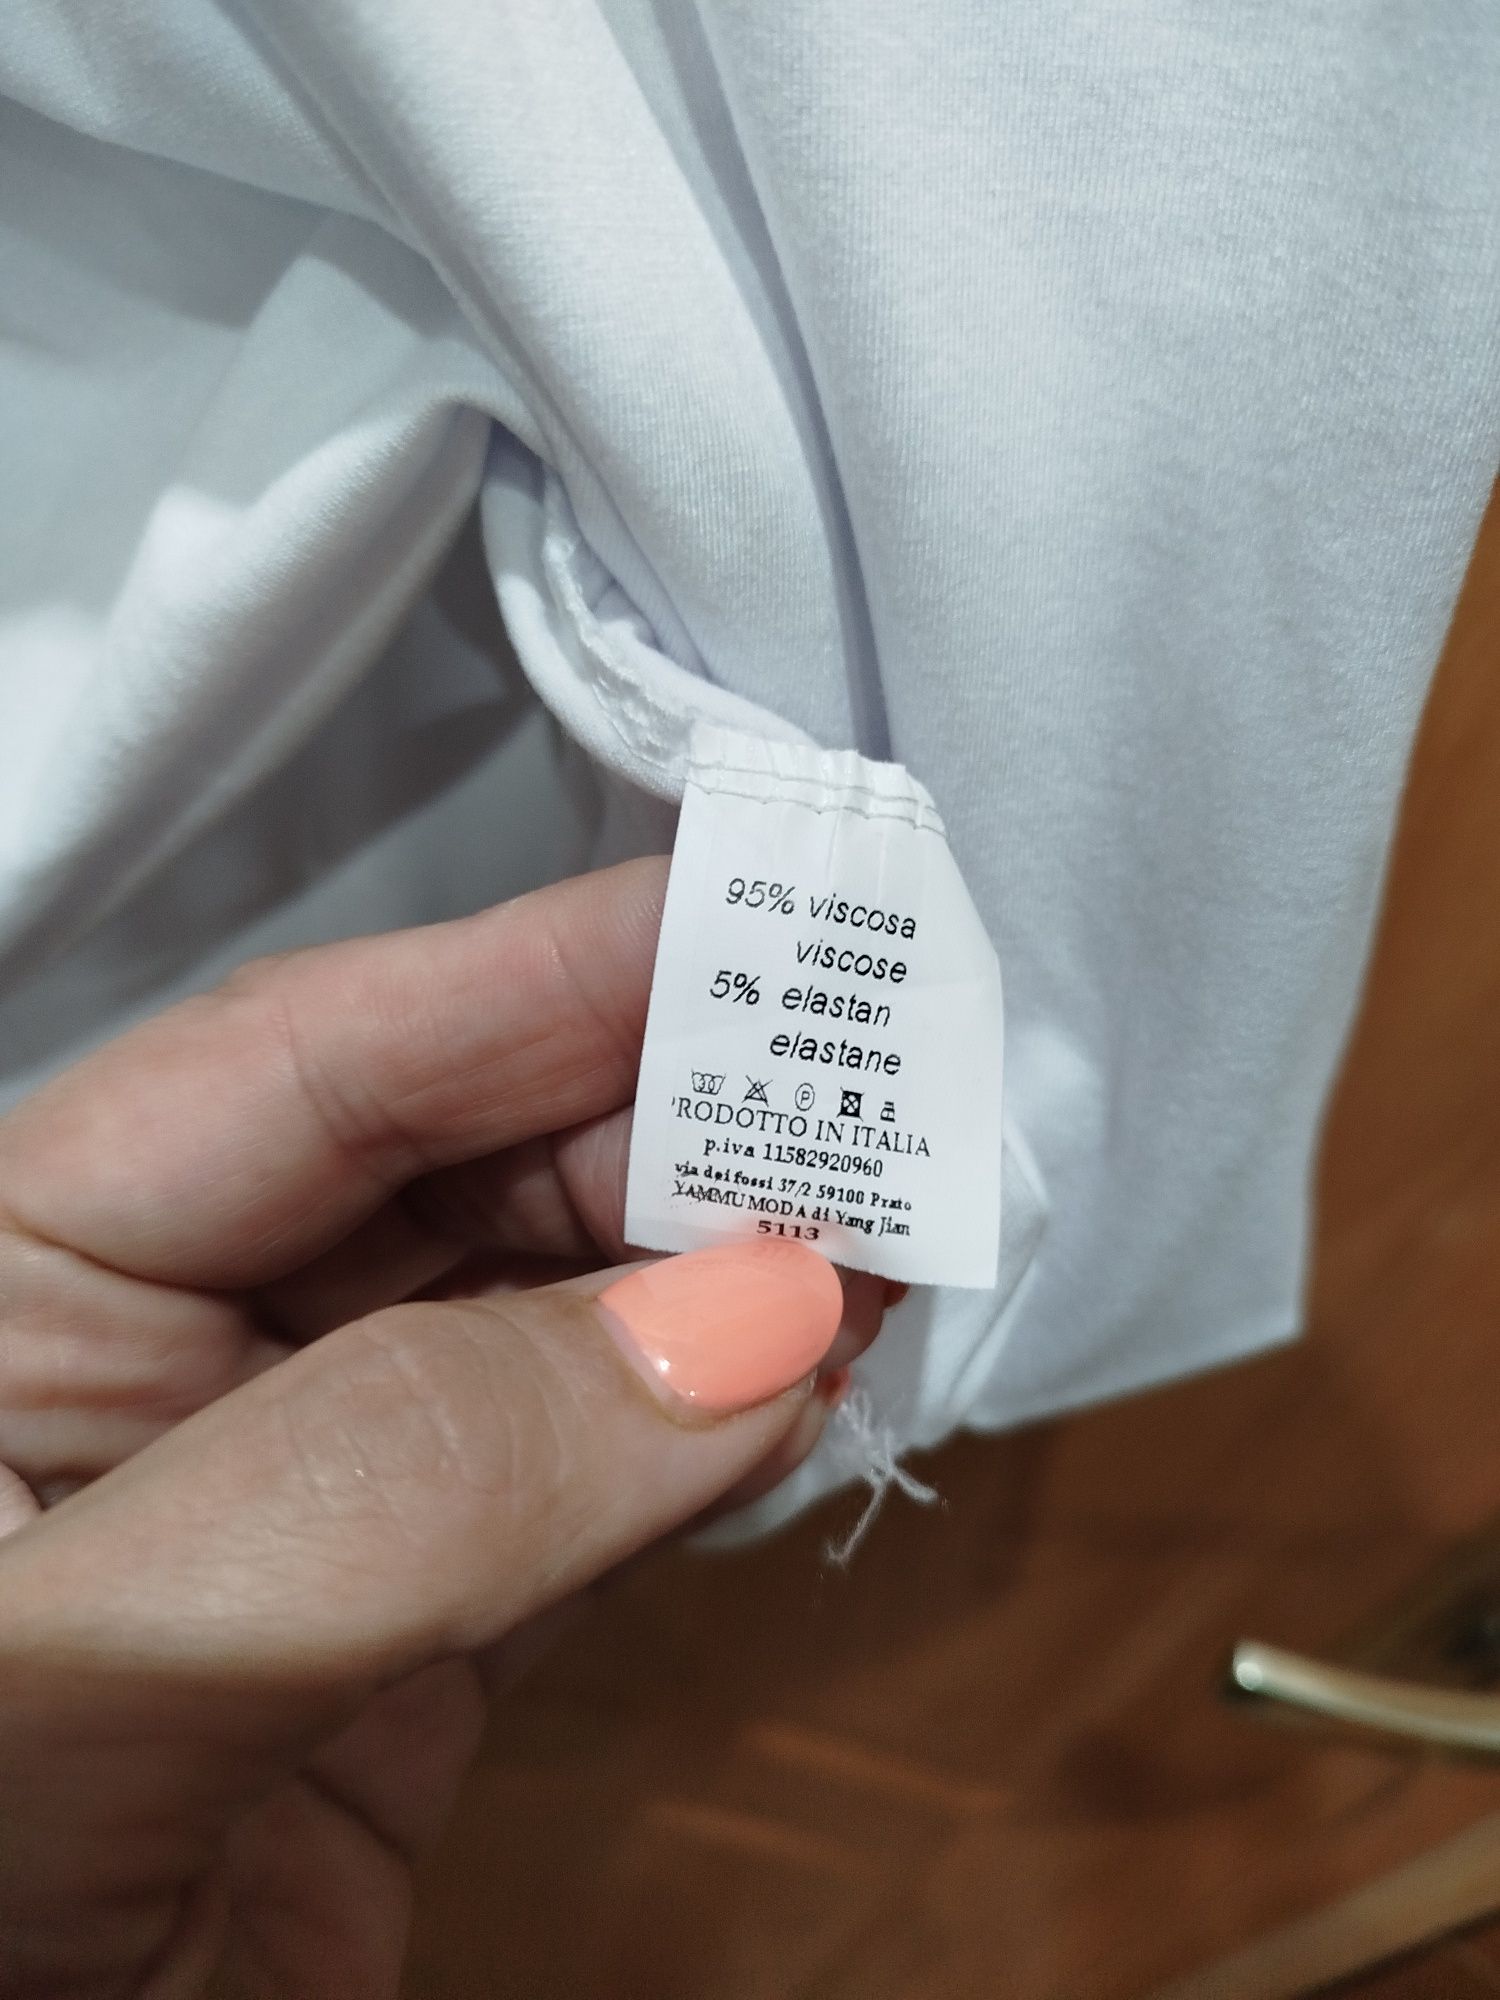 95% viscosa
viscose
5% elastan
elastane
PRODOTTO IN ITALIA
p.iva 11582920960
via dei fossi 37/2 59100 Prato
YAMMU MODA di Yang Jian
5113